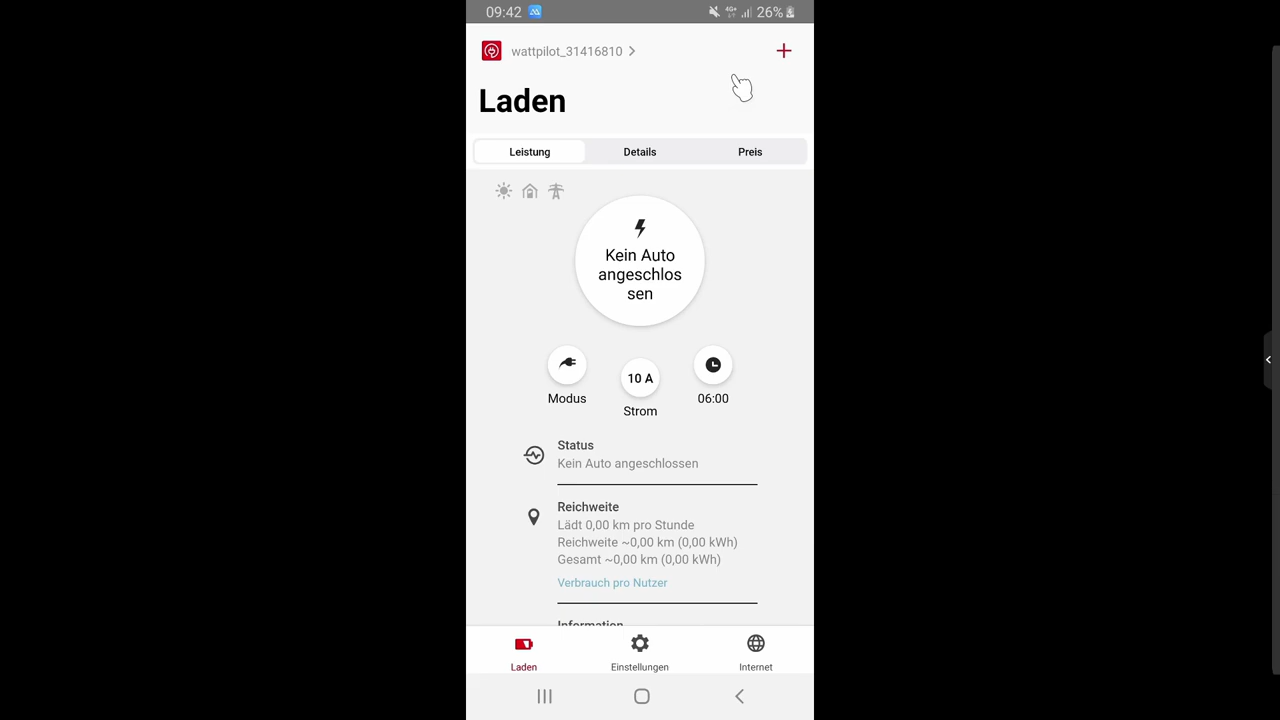 09:42
4G+
26%
wattpilot_31416810
Laden
Leistung
Details
Preis
Kein Auto
angeschlos
sen
Modus
10 A
Strom
06:00
Status
Kein Auto angeschlossen
Reichweite
Lädt 0,00 km pro Stunde
Reichweite ~0,00 km (0,00 kWh)
Gesamt ~0,00 km (0,00 kWh)
Verbrauch pro Nutzer
Information
Laden
Einstellungen
Internet